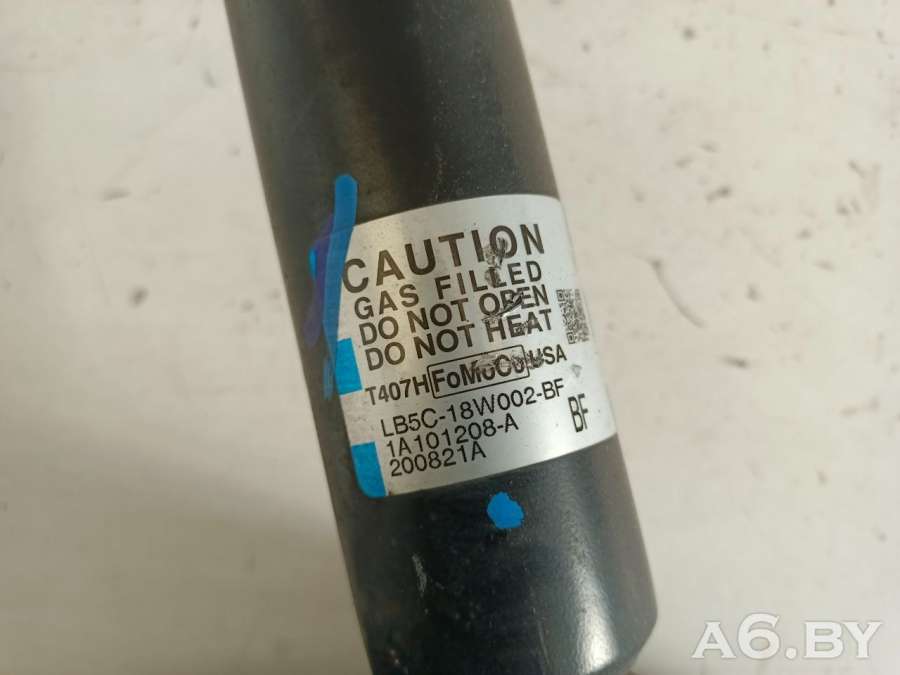 CAUTION
GAS FILLED
DO NOT OPEN
DO NOT HEAT
T407H FoMoCo USA
LB5C-18W002-BF
1A101208-A
200821A
BF
A6.BY